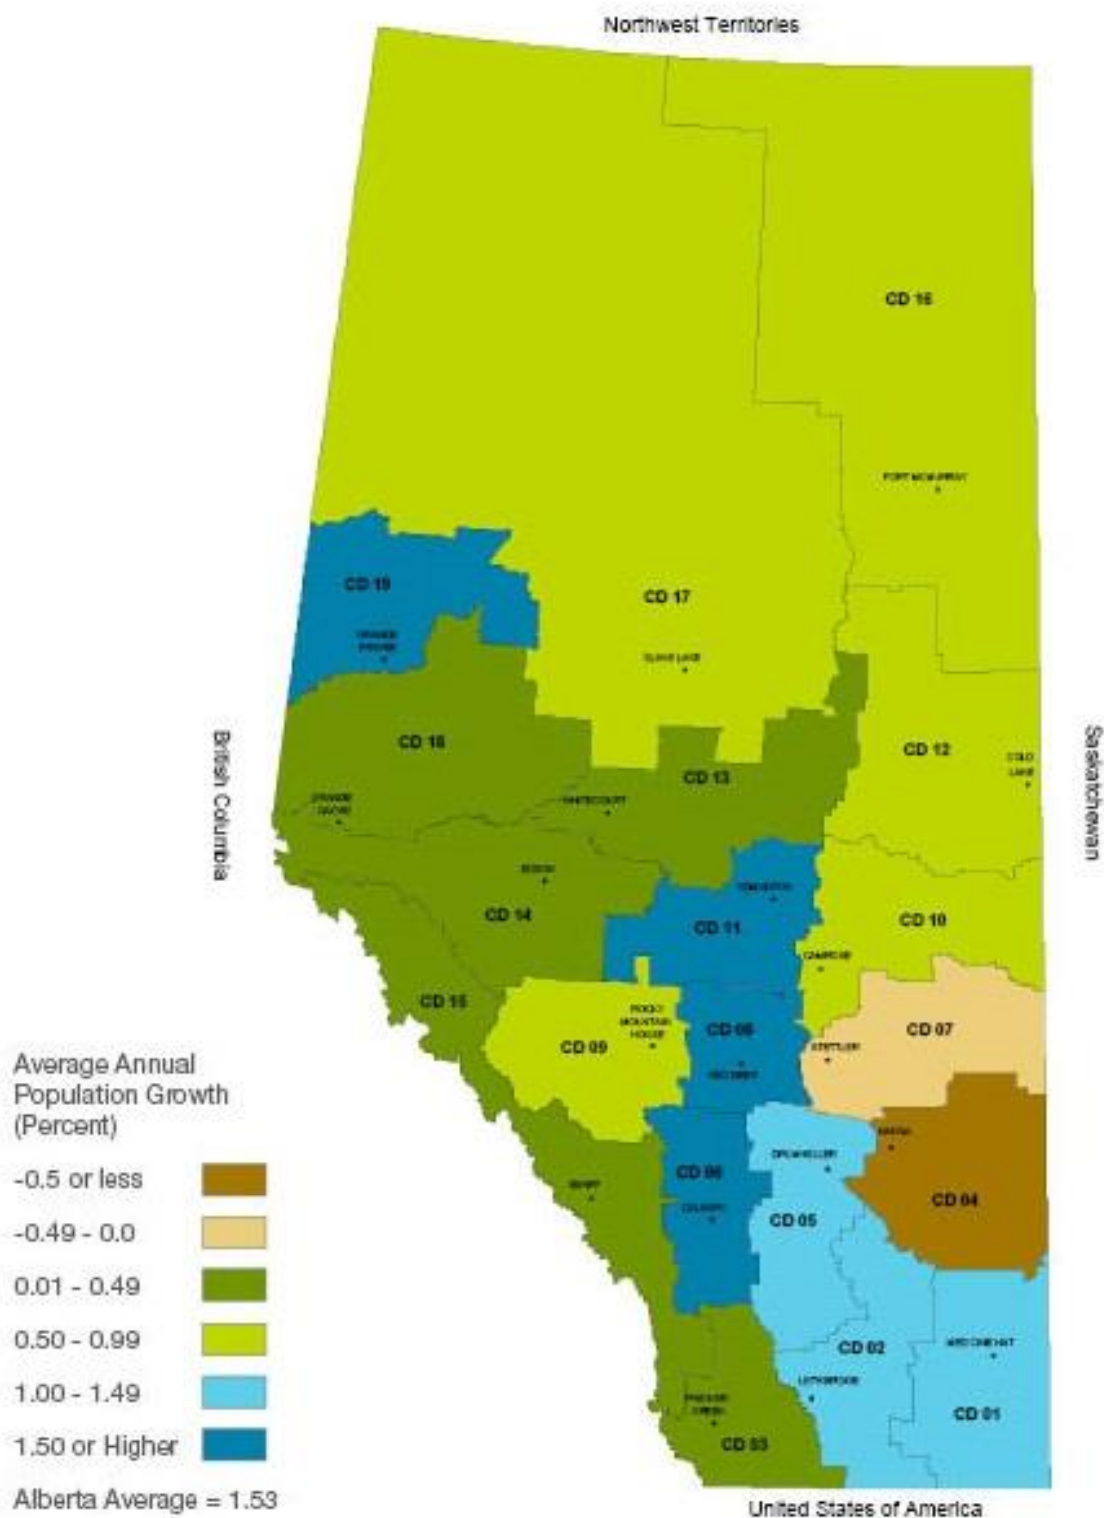 Northwest Territories
CD 16
FORT MCMURRAY
CD 19
CD 17
GRANDE
PRAIRIE
SLAVE LAKE
British Columbia
CD 18
CD 12
Saskatchewan
COLD
LAKE
CD 13
GRANDE
CACHE
WHITECOURT
EDSON
EDMONTON
CD 14
CD 11
CD 10
CAMROSE
CD 15
ROCKY
MOUNTAIN
HOUSE
CD 08
CD 07
CD 09
STETTLER
RED DEER
Average Annual
Population Growth
(Percent)
-0.5 or less
-0.49 - 0.0
0.01 - 0.49
0.50 - 0.99
1.00 - 1.49
1.50 or Higher
Alberta Average = 1.53
HANNA
DRUMHELLER
CD 06
BANFF
CD 04
CALGARY
CD 05
CD 02
MEDICINE HAT
LETHBRIDGE
PINCHER
CREEK
CD 01
CD 03
United States of America